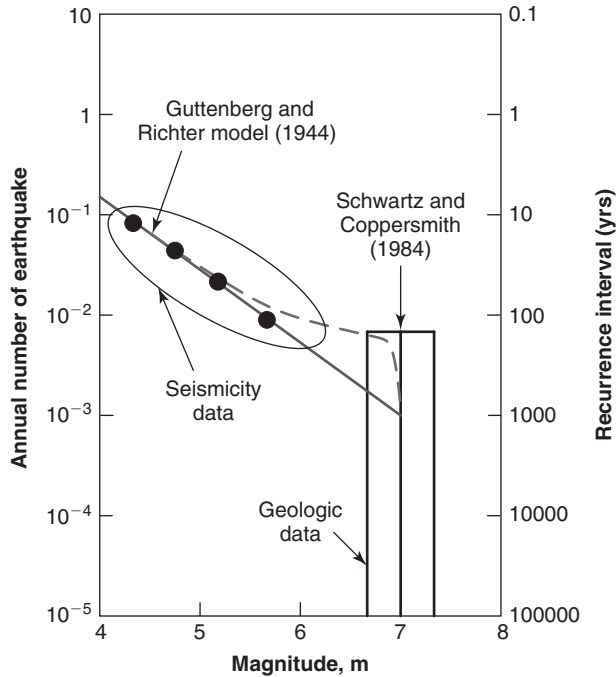 Annual number of earthquake
10
1
10−1
10−2
10−3
10−4
10−5
Guttenberg and
Richter model (1944)
Schwartz and
Coppersmith
(1984)
Seismicity
data
Geologic
data
0.1
1
10
100
1000
10000
100000
Recurrence interval (yrs)
4
5
6
7
8
Magnitude, m